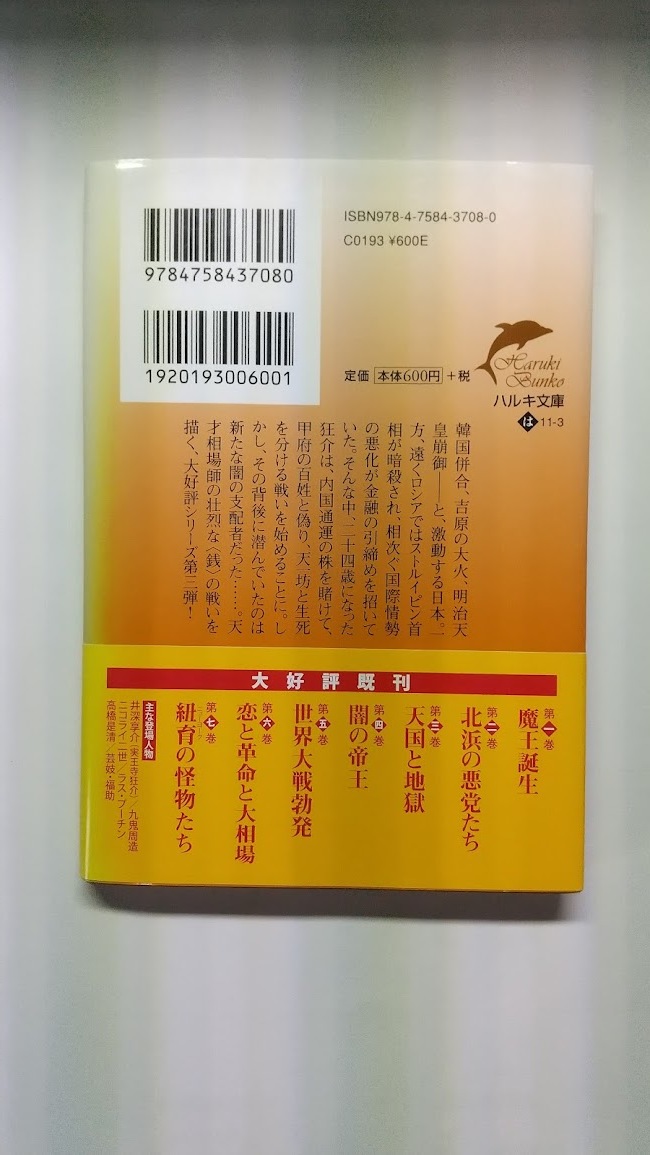 9784758437080
1920193006001
ISBN978-4-7584-3708-0
C0193 ¥600E
定価 本体600円 +税
Haruki
Bunko
ハルキ文庫
は 11-3
韓国併合、吉原の大火、明治天
皇崩御――と、激動する日本。一
方、遠くロシアではストルイピン首
相が暗殺され、相次ぐ国際情勢
の悪化が金融の引締めを招いて
いた。そんな中、二十四歳になった
狂介は、内国通運の株を賭けて、
甲府の百姓と偽り、天一坊と生死
を分ける戦いを始めることに。し
かし、その背後に潜んでいたのは
新たな闇の支配者だった……。天
才相場師の壮烈な〈銭〉の戦いを
描く、大好評シリーズ第三弾!
大好評既刊
第一巻 魔王誕生
第二巻 北浜の悪党たち
第三巻 天国と地獄
第四巻 闇の帝王
第五巻 世界大戦勃発
第六巻 恋と革命と大相場
第七巻 紐育の怪物たち
ニューヨーク
主な登場人物
井深享介(実王寺狂介)/九鬼周造
ニコライ二世/ラス・プーチン
高橋是清/芸妓・福助